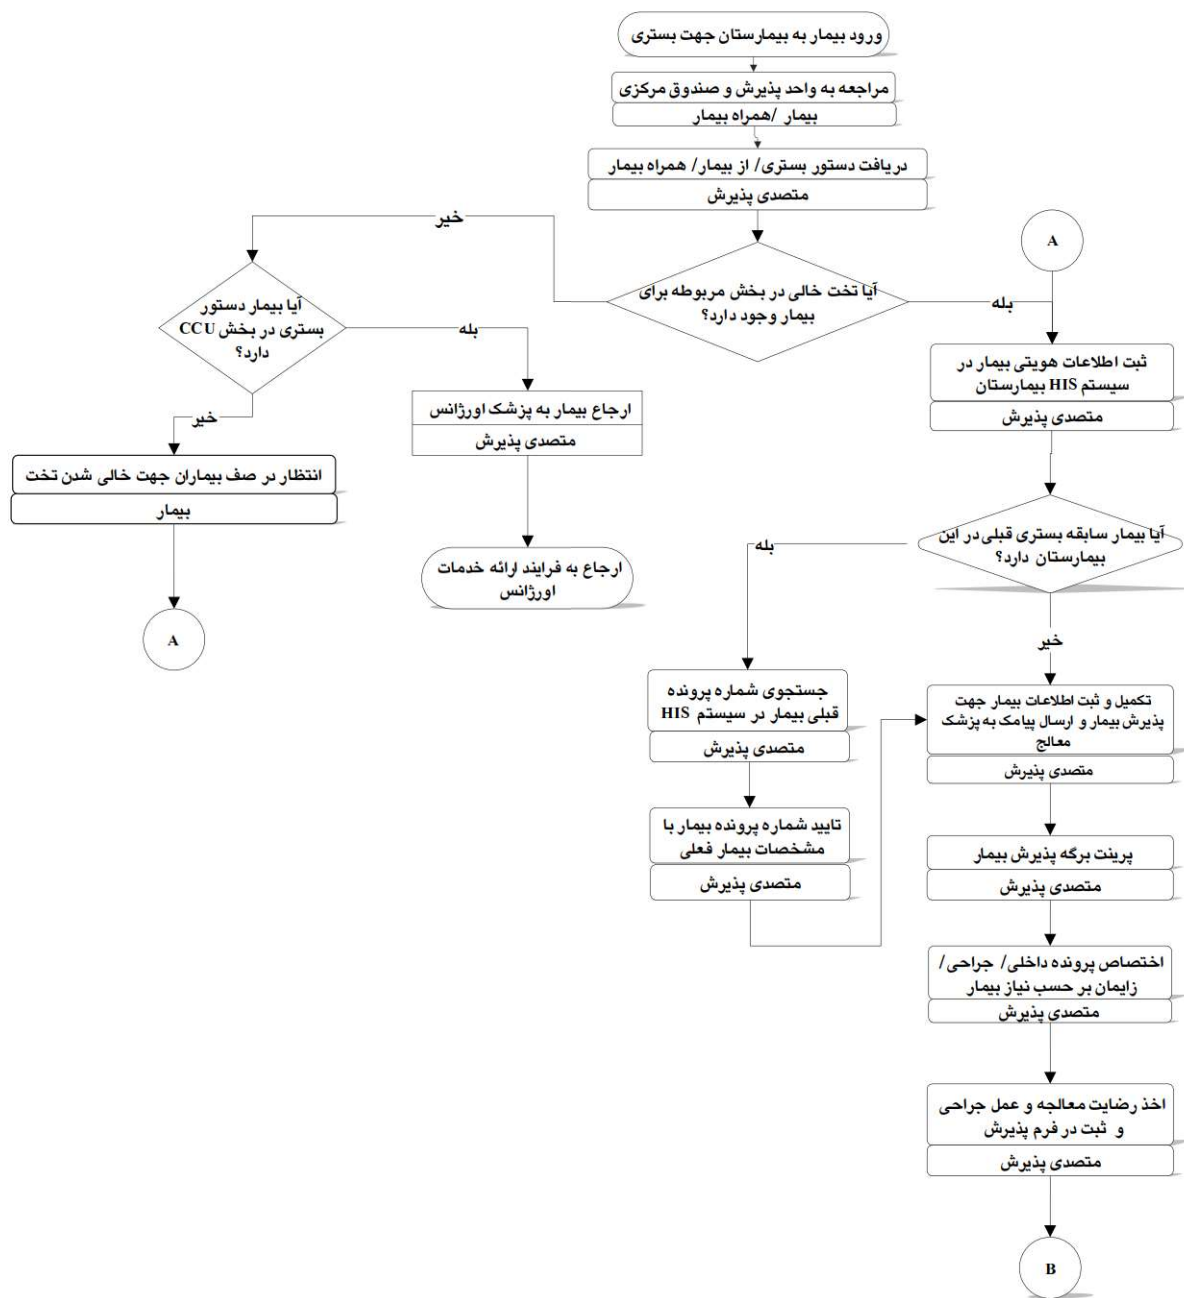 ورود بیمار به بیمارستان جهت بستری
مراجعه به واحد پذیرش و صندوق مرکزی
بیمار /همراه بیمار
دریافت دستور بستری/ از بیمار/ همراه بیمار
متصدی پذیرش
خیر
A
آیا تخت خالی در بخش مربوطه برای
بیمار وجود دارد؟
بله
آیا بیمار دستور
بستری در بخش CCU
دارد؟
بله
ثبت اطلاعات هویتی بیمار در
سیستم HIS بیمارستان
متصدی پذیرش
ارجاع بیمار به پزشک اورژانس
متصدی پذیرش
خیر
انتظار در صف بیماران جهت خالی شدن تخت
بیمار
آیا بیمار سابقه بستری قبلی در این
بیمارستان دارد؟
بله
ارجاع به فرایند ارائه خدمات
اورژانس
A
خیر
جستجوی شماره پرونده
قبلی بیمار در سیستم HIS
متصدی پذیرش
تکمیل و ثبت اطلاعات بیمار جهت
پذیرش بیمار و ارسال پیامک به پزشک
معالج
متصدی پذیرش
تایید شماره پرونده بیمار با
مشخصات بیمار فعلی
متصدی پذیرش
پرینت برگه پذیرش بیمار
متصدی پذیرش
اختصاص پرونده داخلی/ جراحی/
زایمان بر حسب نیاز بیمار
متصدی پذیرش
اخذ رضایت معالجه و عمل جراحی
و ثبت در فرم پذیرش
متصدی پذیرش
B